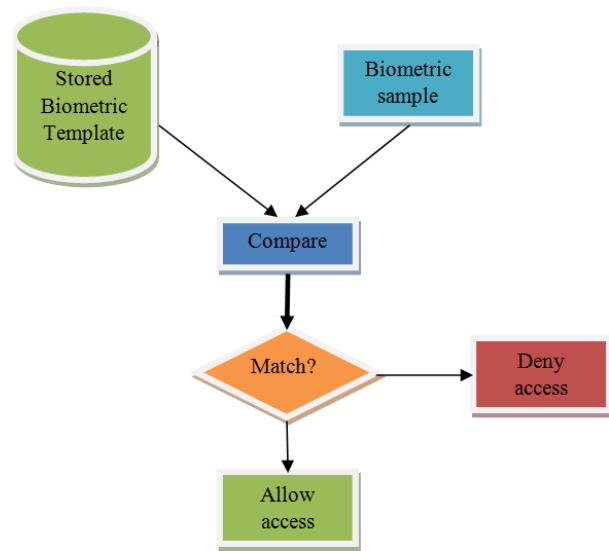 Stored
Biometric
Template
Biometric
sample
Compare
Match?
Deny
access
Allow
access